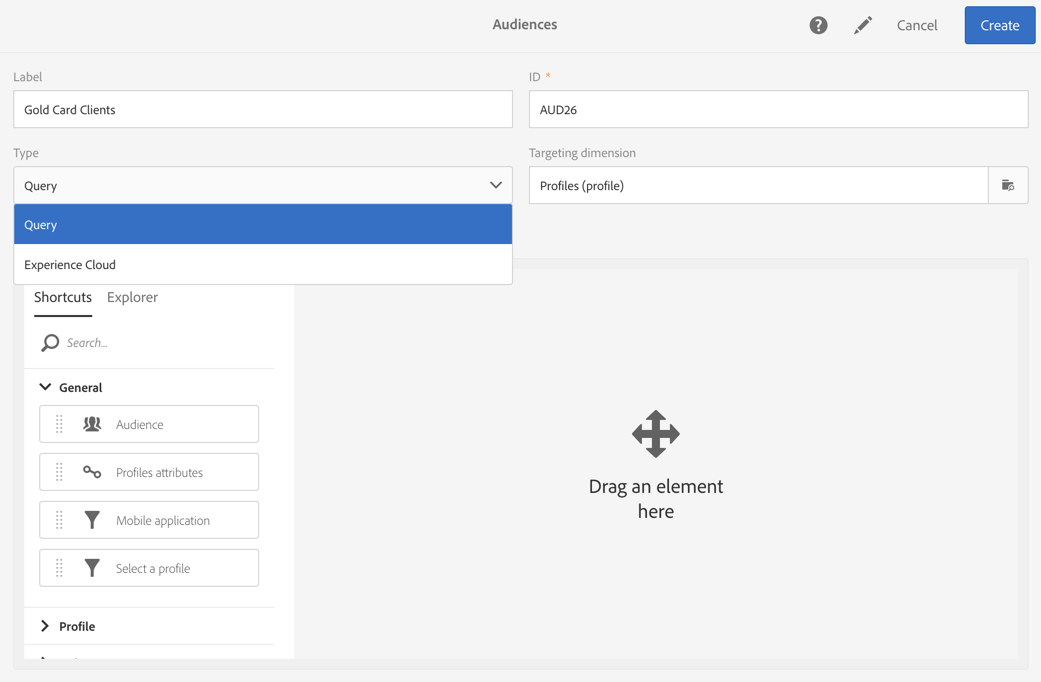 Audiences
Cancel
Create
Label
ID *
Gold Card Clients
AUD26
Type
Targeting dimension
Query
Profiles (profile)
Query
Experience Cloud
Shortcuts
Explorer
Search...
General
Audience
Profiles attributes
Mobile application
Select a profile
Profile
Drag an element
here